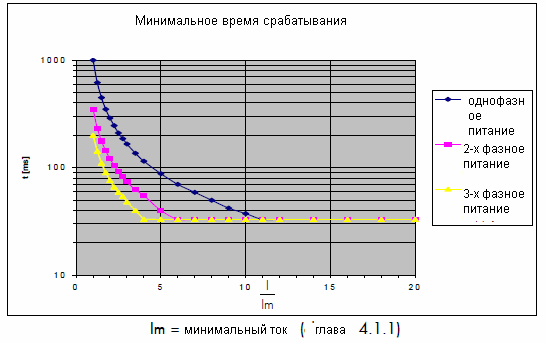 Минимальное время срабатывания
1000
100
10
t [ms]
0
5
10
15
20
I
Im
однофазн
ое
питание
2-х фазное
питание
3-х фазное
питание
Im = минимальный ток ( глава 4.1.1)